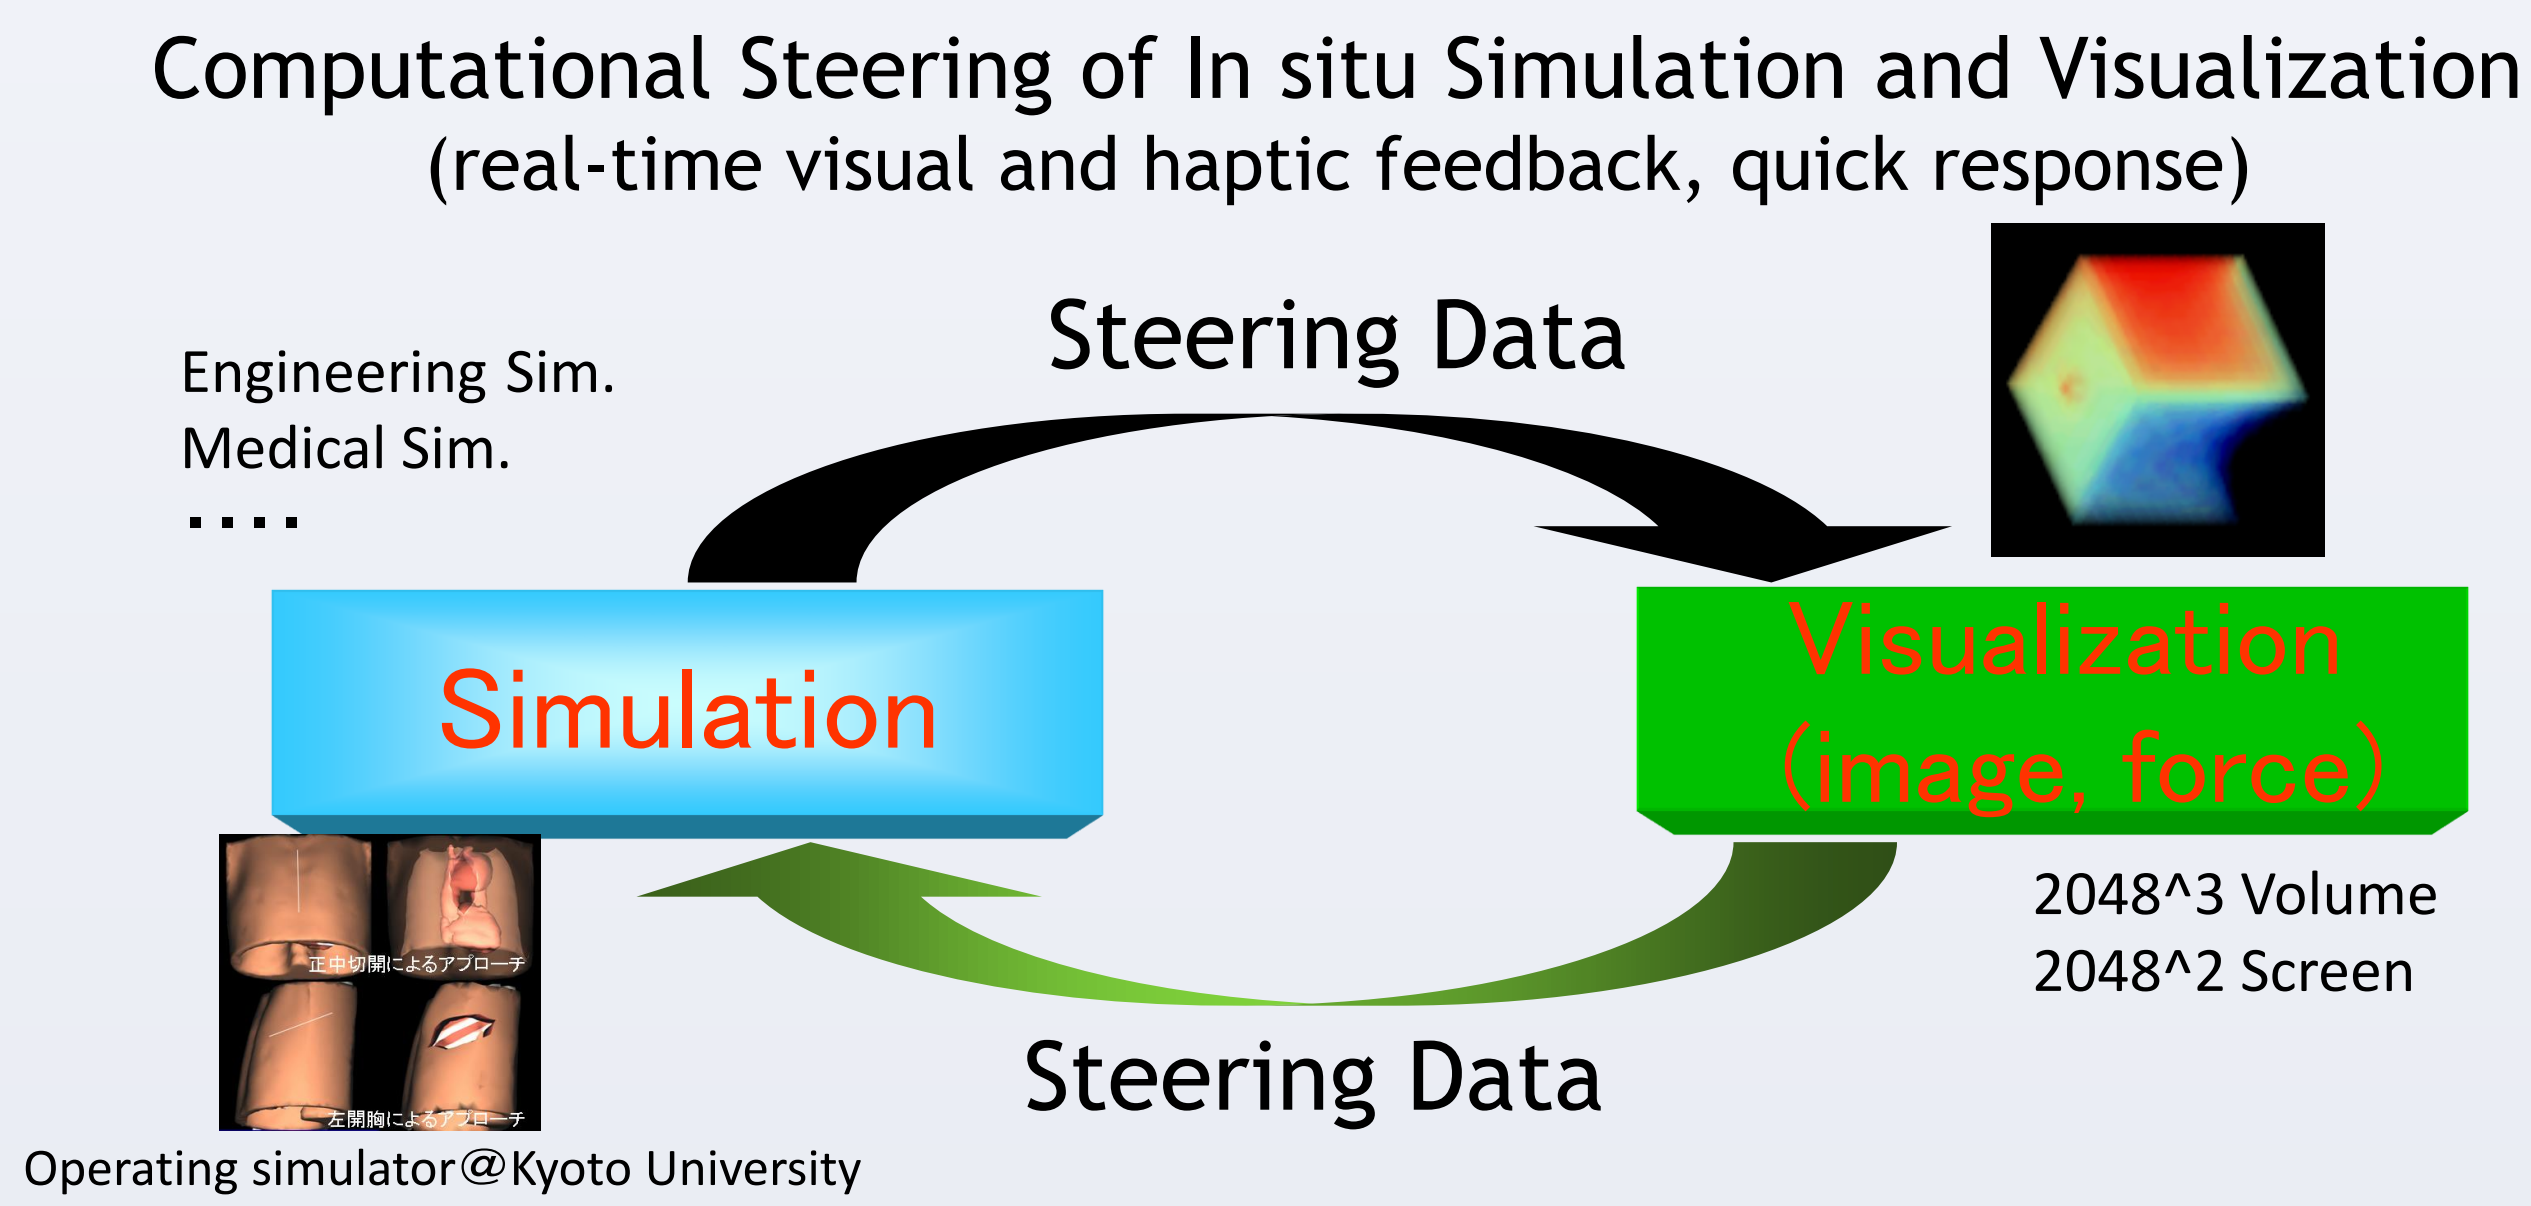 Computational Steering of In situ Simulation and Visualization
(real-time visual and haptic feedback, quick response)
Steering Data
Engineering Sim.
Medical Sim.
....
Simulation
Visualization
(image, force)
正中切開によるアプローチ
左開胸によるアプローチ
2048^3 Volume
2048^2 Screen
Steering Data
Operating simulator＠Kyoto University